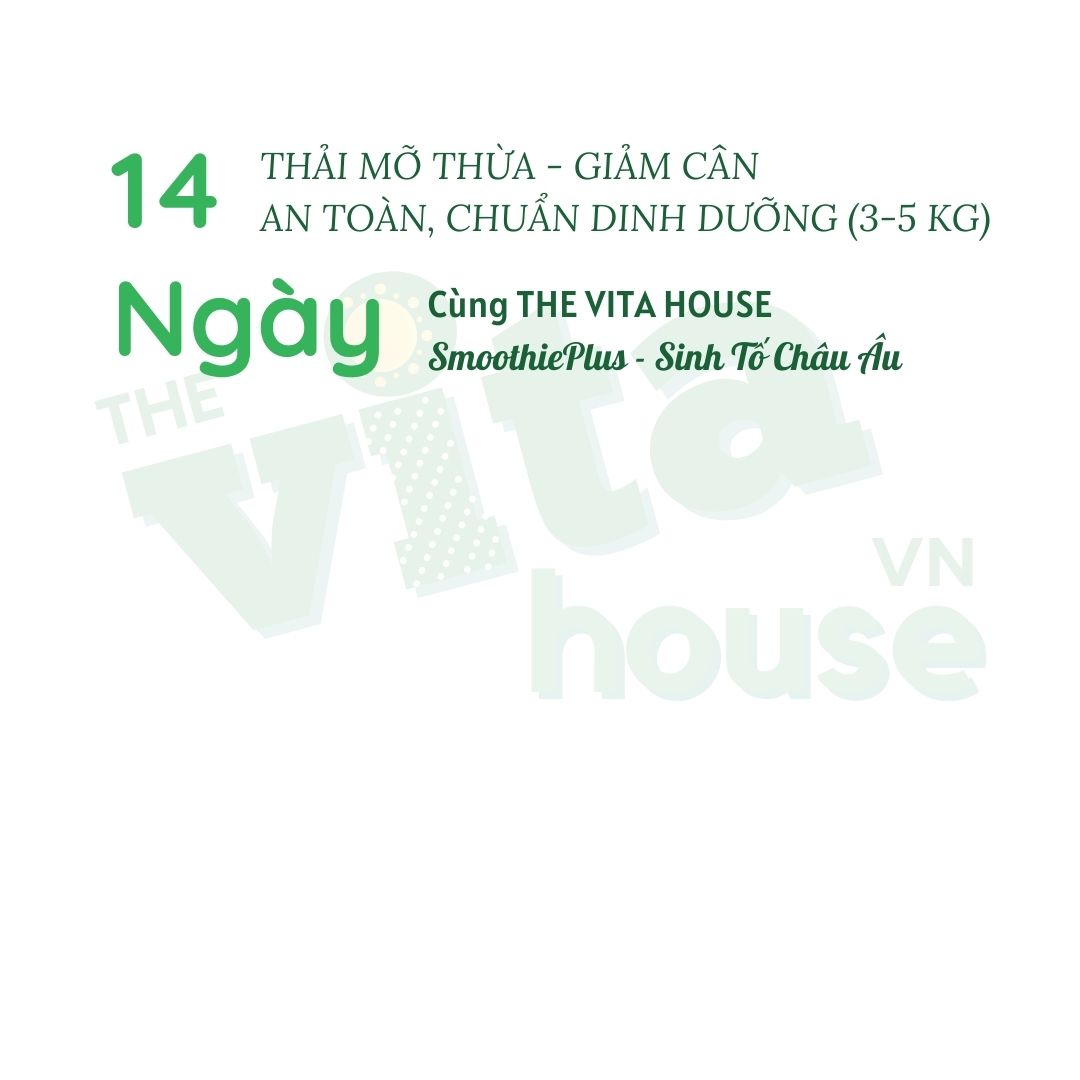 14
THẢI MỠ THỪA - GIẢM CÂN
AN TOÀN, CHUẨN DINH DƯỠNG (3-5 KG)
Ngày
Cùng THE VITA HOUSE
SmoothiePlus - Sinh Tố Châu Âu
THE
vita
VN
house